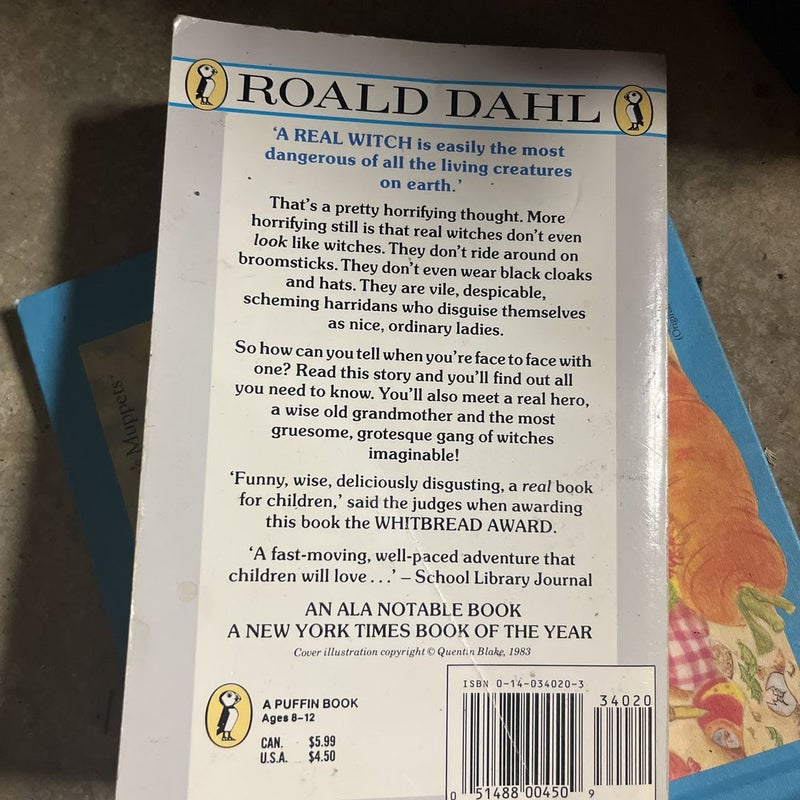 ROALD DAHL
‘A REAL WITCH is easily the most
dangerous of all the living creatures
on earth.’
That's a pretty horrifying thought. More
horrifying still is that real witches don't even
look like witches. They don't ride around on
broomsticks. They don't even wear black cloaks
and hats. They are vile, despicable,
scheming harridans who disguise themselves
as nice, ordinary ladies.
So how can you tell when you're face to face with
one? Read this story and you'll find out all
you need to know. You'll also meet a real hero,
a wise old grandmother and the most
gruesome, grotesque gang of witches
imaginable!
‘Funny, wise, deliciously disgusting, a real book
for children,’ said the judges when awarding
this book the WHITBREAD AWARD.
‘A fast-moving, well-paced adventure that
children will love . . .’ – School Library Journal
AN ALA NOTABLE BOOK
A NEW YORK TIMES BOOK OF THE YEAR
Cover illustration copyright © Quentin Blake, 1983
A PUFFIN BOOK
Ages 8–12
CAN. $5.99
U.S.A. $4.50
ISBN 0-14-034020-3
34020
0 51488 00450 9
Muppets